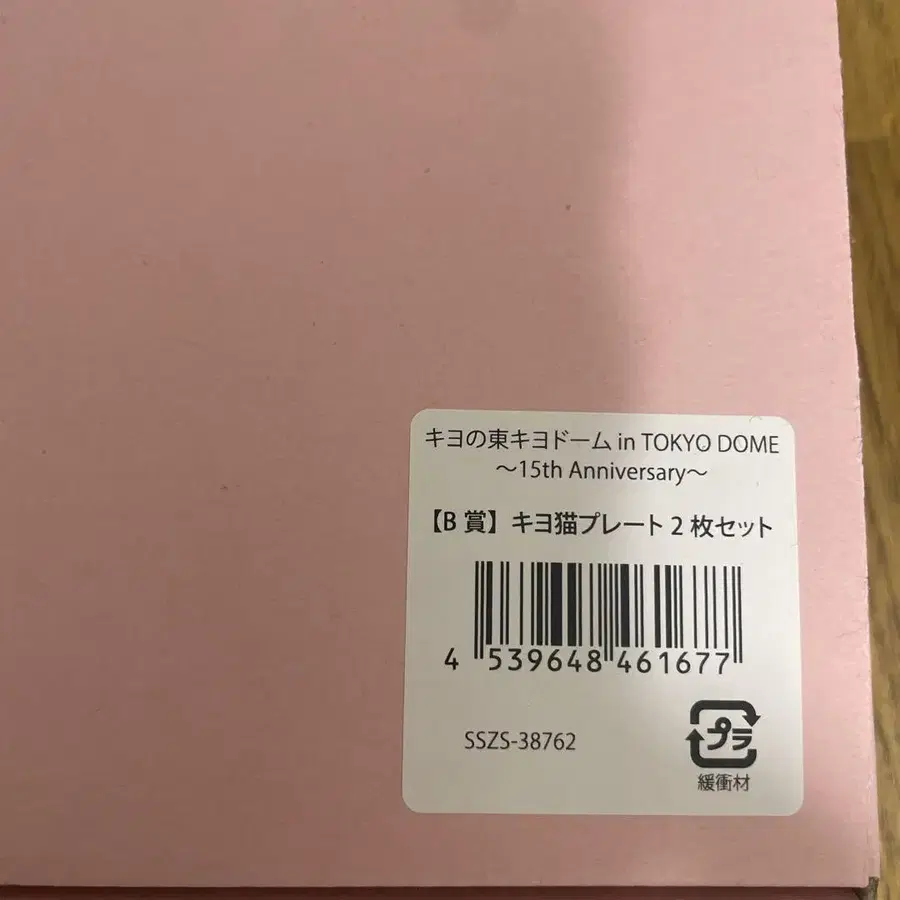 キヨの東キヨドーム in TOKYO DOME
～15th Anniversary～
【B 賞】キヨ猫プレート 2 枚セット
4 539648 461677
SSZS-38762
プラ
緩衝材